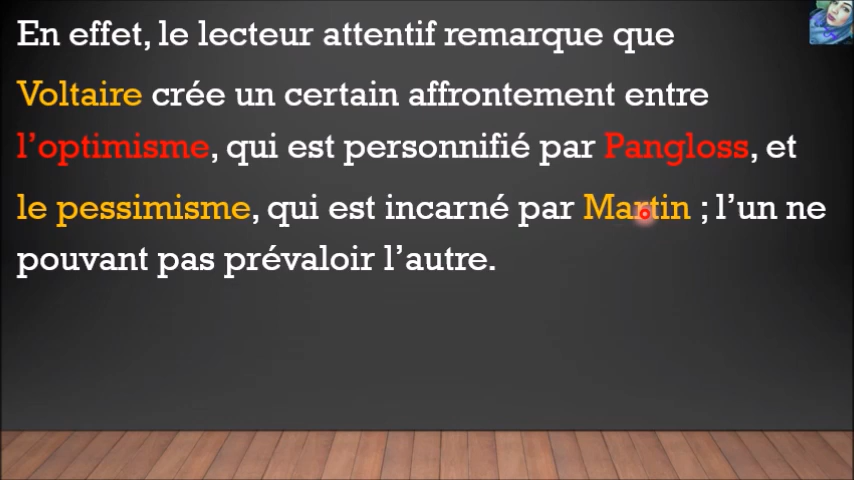 En effet, le lecteur attentif remarque que
Voltaire crée un certain affrontement entre
l’optimisme, qui est personnifié par Pangloss, et
le pessimisme, qui est incarné par Martin ; l’un ne
pouvant pas prévaloir l’autre.